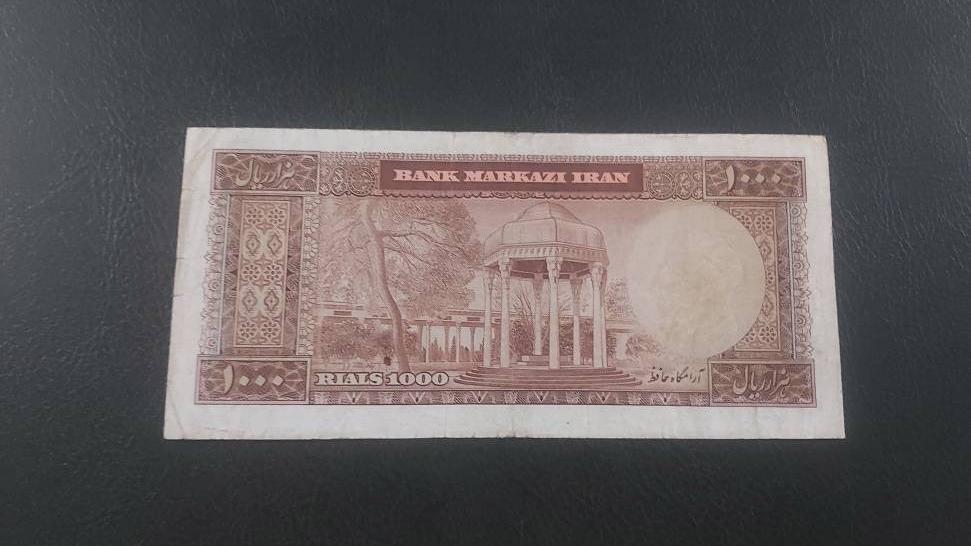 هزار ریال
BANK MARKAZI IRAN
۱۰۰۰
۱۰۰۰
RIALS 1000
آرامگاه حافظ
هزار ریال